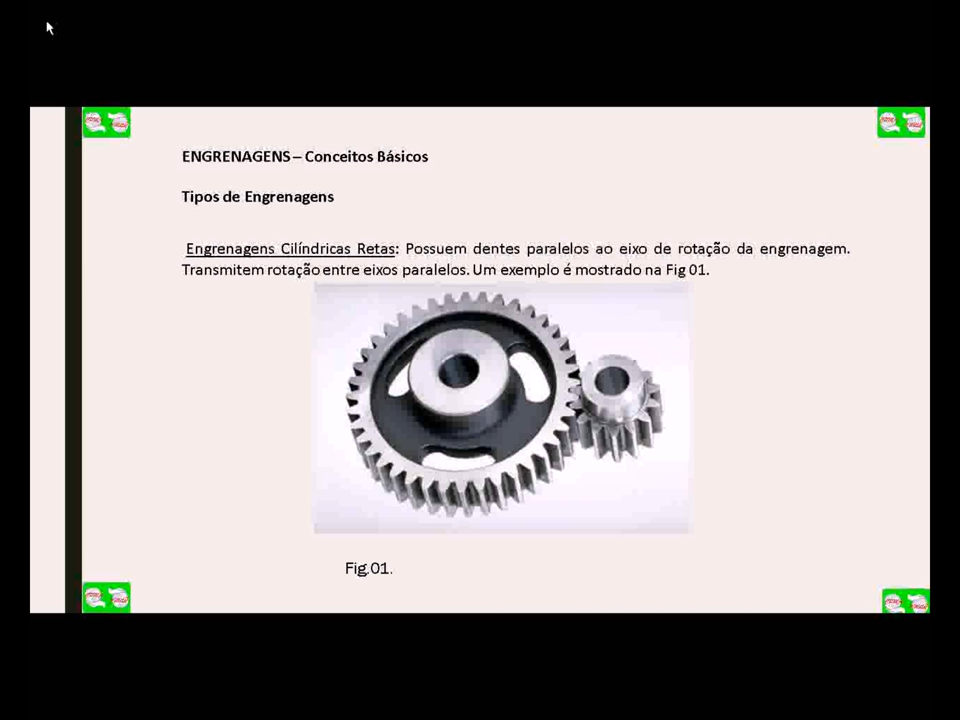 ENGRENAGENS – Conceitos Básicos
Tipos de Engrenagens
Engrenagens Cilíndricas Retas: Possuem dentes paralelos ao eixo de rotação da engrenagem.
Transmitem rotação entre eixos paralelos. Um exemplo é mostrado na Fig 01.
Fig.01.